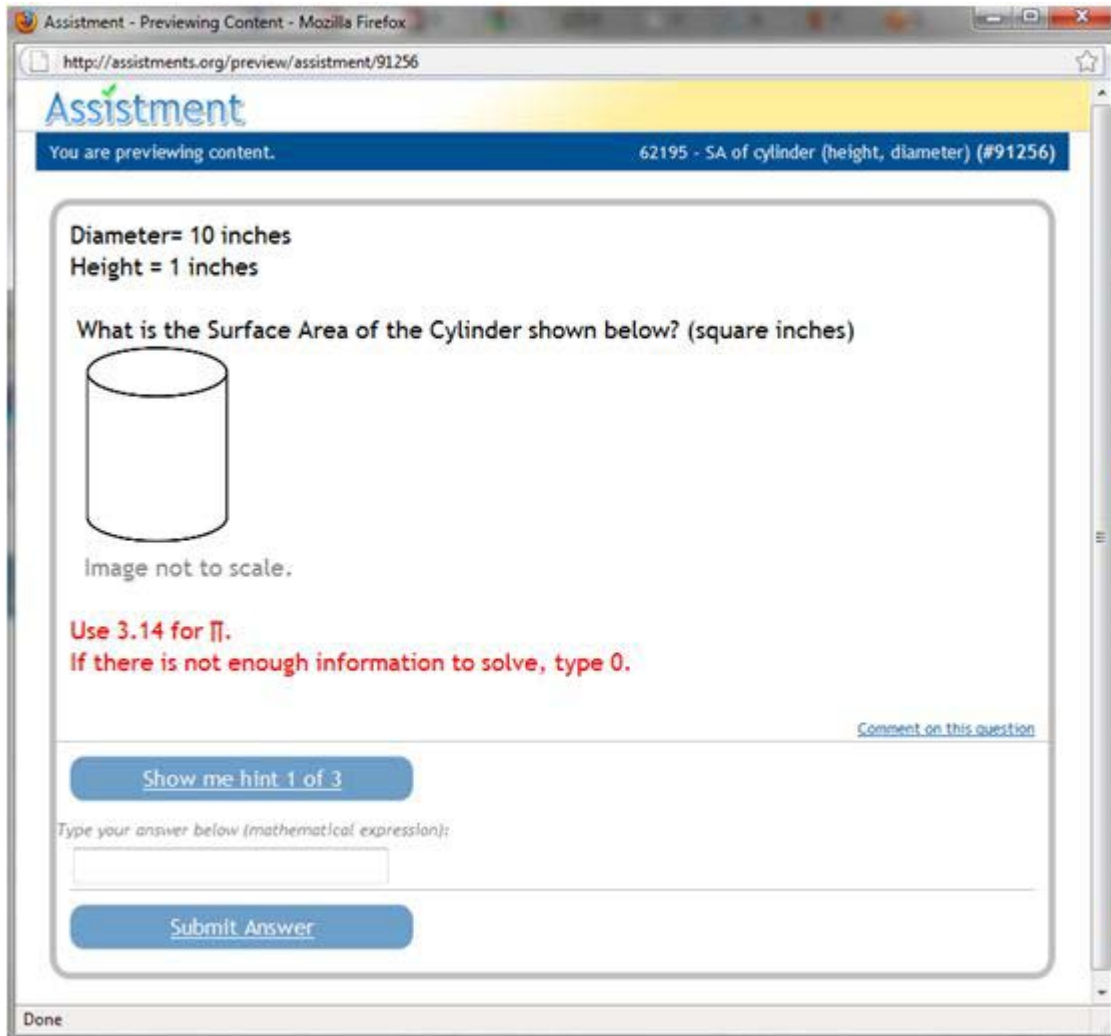 Assistment - Previewing Content - Mozilla Firefox
http://assistments.org/preview/assistment/91256
Assistment
You are previewing content.
62195 - SA of cylinder (height, diameter) (#91256)
Diameter= 10 inches
Height = 1 inches
What is the Surface Area of the Cylinder shown below? (square inches)
Image not to scale.
Use 3.14 for ∏.
If there is not enough information to solve, type 0.
Comment on this question
Show me hint 1 of 3
Type your answer below (mathematical expression):
Submit Answer
Done